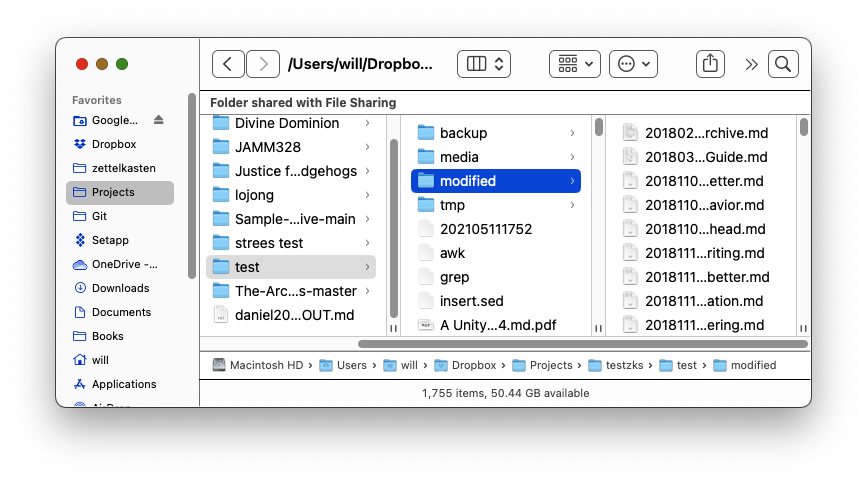 /Users/will/Dropbo...
Folder shared with File Sharing
Favorites
Google...
Dropbox
zettelkasten
Projects
Git
Setapp
OneDrive -...
Downloads
Documents
Books
will
Applications
AirDrop
Divine Dominion
JAMM328
Justice f...dgehogs
lojong
Sample-...ive-main
strees test
test
The-Arc...s-master
daniel20...OUT.md
backup
media
modified
tmp
202105111752
awk
grep
insert.sed
A Unity...4.md.pdf
201802...rchive.md
201803...Guide.md
2018110...etter.md
2018110...avior.md
2018110...head.md
2018111...riting.md
2018111...better.md
2018111...ation.md
2018111...ering.md
Macintosh HD › Users › will › Dropbox › Projects › testzks › test › modified
1,755 items, 50.44 GB available